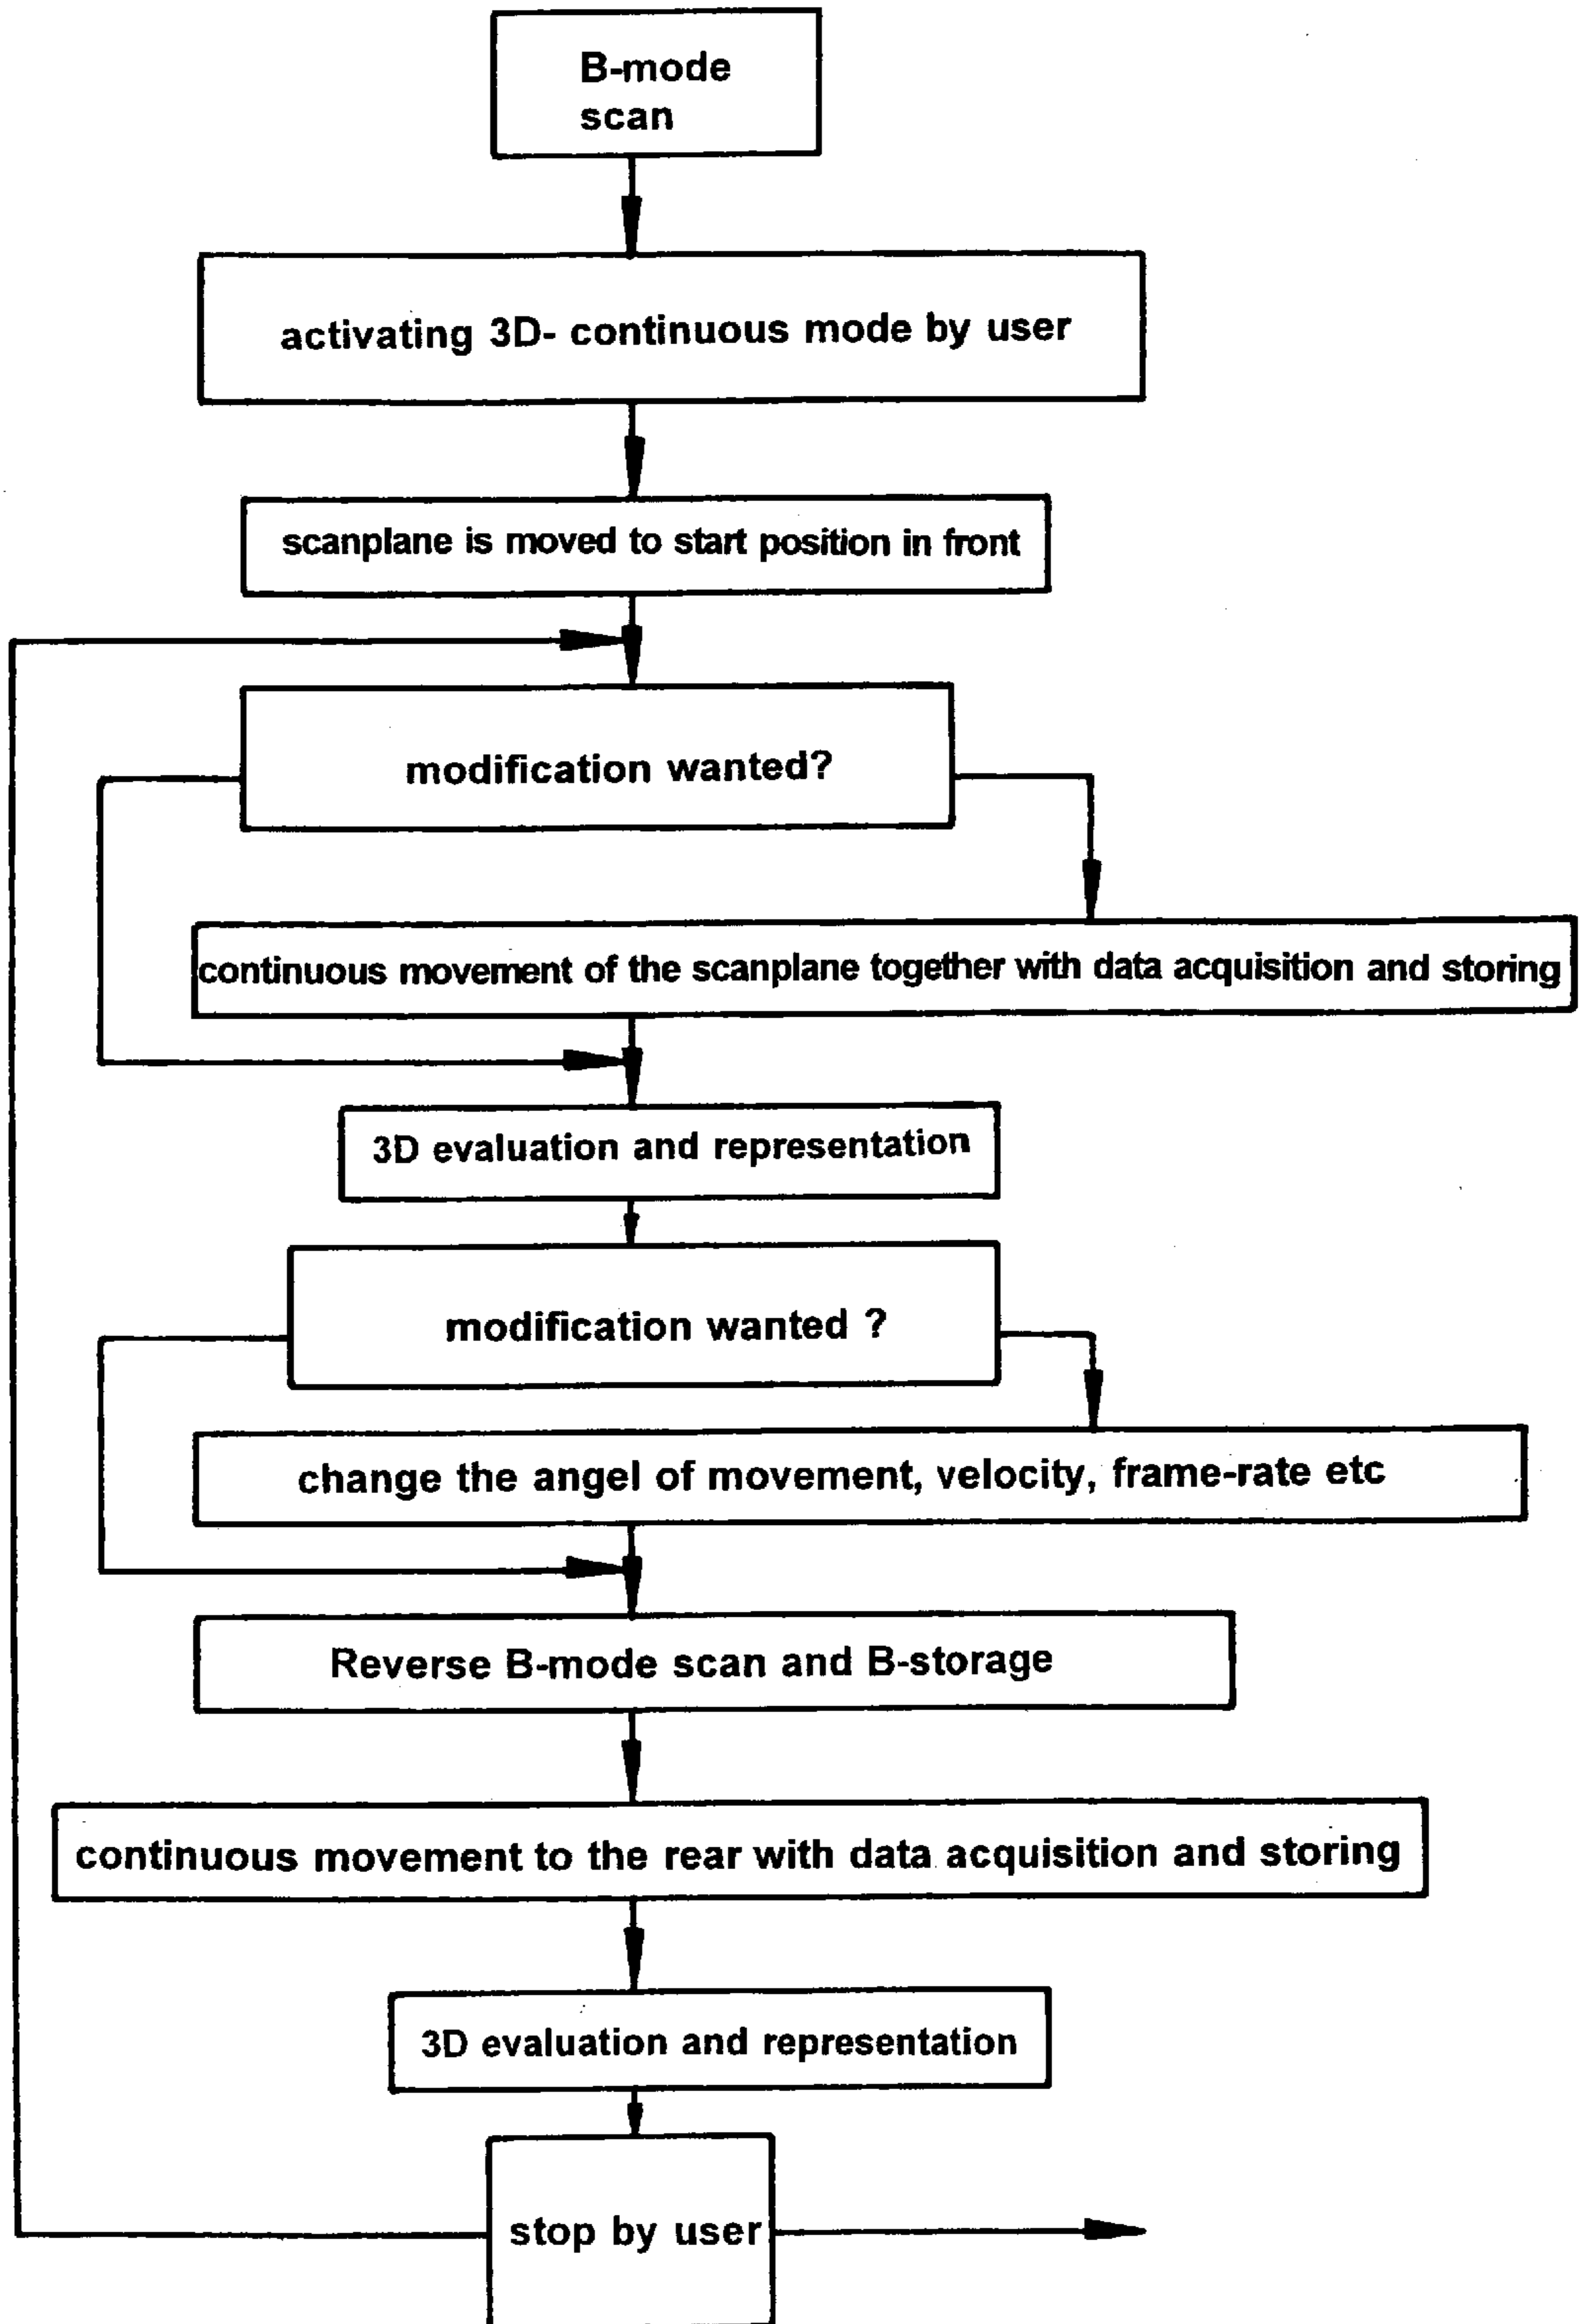 B-mode
scan
activating 3D- continuous mode by user
scanplane is moved to start position in front
modification wanted?
continuous movement of the scanplane together with data acquisition and storing
3D evaluation and representation
modification wanted ?
change the angel of movement, velocity, frame-rate etc
Reverse B-mode scan and B-storage
continuous movement to the rear with data acquisition and storing
3D evaluation and representation
stop by user